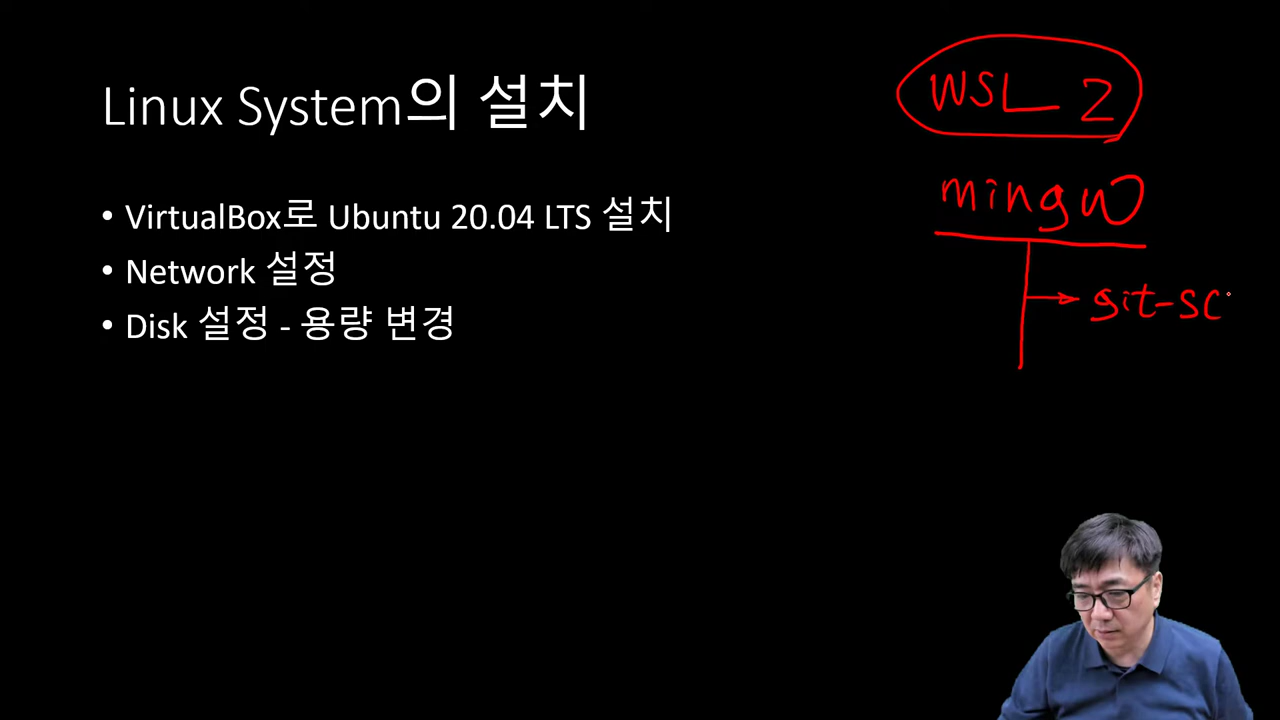 Linux System의 설치
• VirtualBox로 Ubuntu 20.04 LTS 설치
• Network 설정
• Disk 설정 - 용량 변경
WSL 2
mingw
git-sc